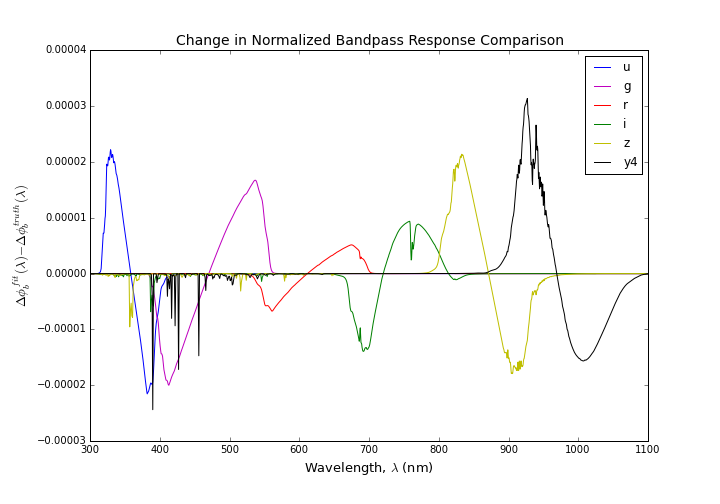 Change in Normalized Bandpass Response Comparison
0.00004
0.00003
0.00002
0.00001
0.00000
−0.00001
−0.00002
−0.00003
Δϕ_b^{fit}(λ)−Δϕ_b^{truth}(λ)
u
g
r
i
z
y4
300 400 500 600 700 800 900 1000 1100
Wavelength, λ (nm)